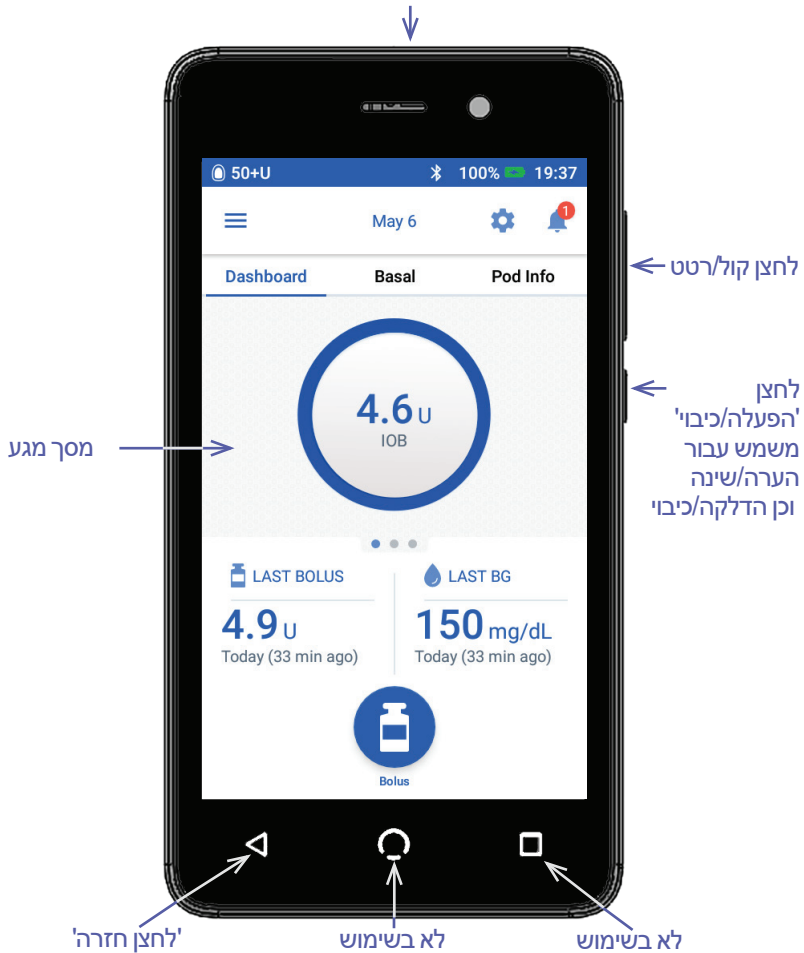 50+U 100% 19:37
May 6 1
Dashboard Basal Pod Info
לחצן קול/רטט
4.6 U
IOB
לחצן
'הפעלה/כיבוי'
משמש עבור
הערה/שינה
וכן הדלקה/כיבוי
מסך מגע
LAST BOLUS LAST BG
4.9 U 150 mg/dL
Today (33 min ago) Today (33 min ago)
Bolus
'לחצן חזרה'
לא בשימוש
לא בשימוש